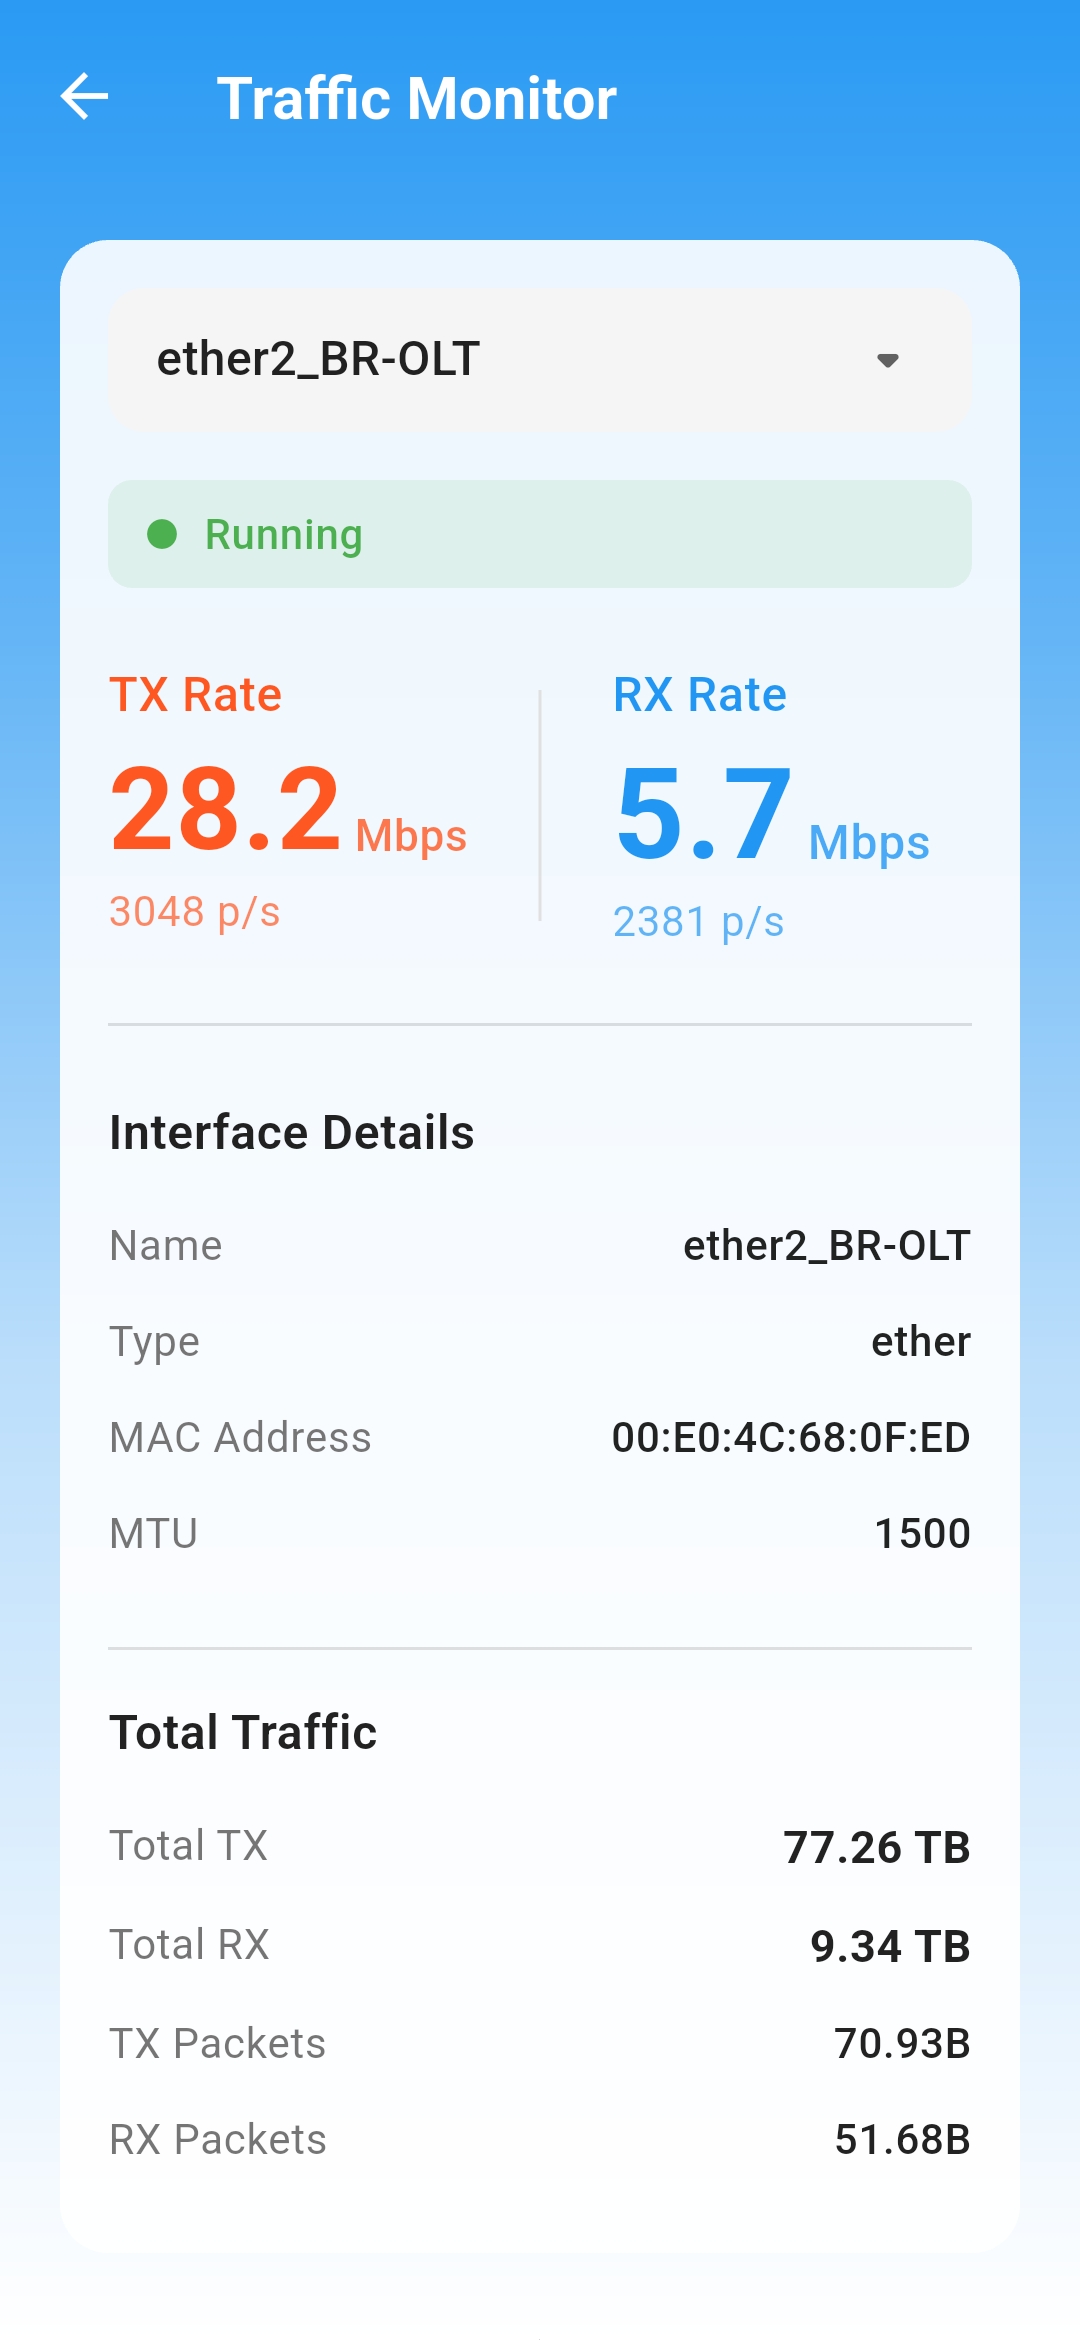 Traffic Monitor
ether2_BR-OLT
Running
TX Rate
28.2 Mbps
3048 p/s
RX Rate
5.7 Mbps
2381 p/s
Interface Details
Name ether2_BR-OLT
Type ether
MAC Address 00:E0:4C:68:0F:ED
MTU 1500
Total Traffic
Total TX 77.26 TB
Total RX 9.34 TB
TX Packets 70.93B
RX Packets 51.68B